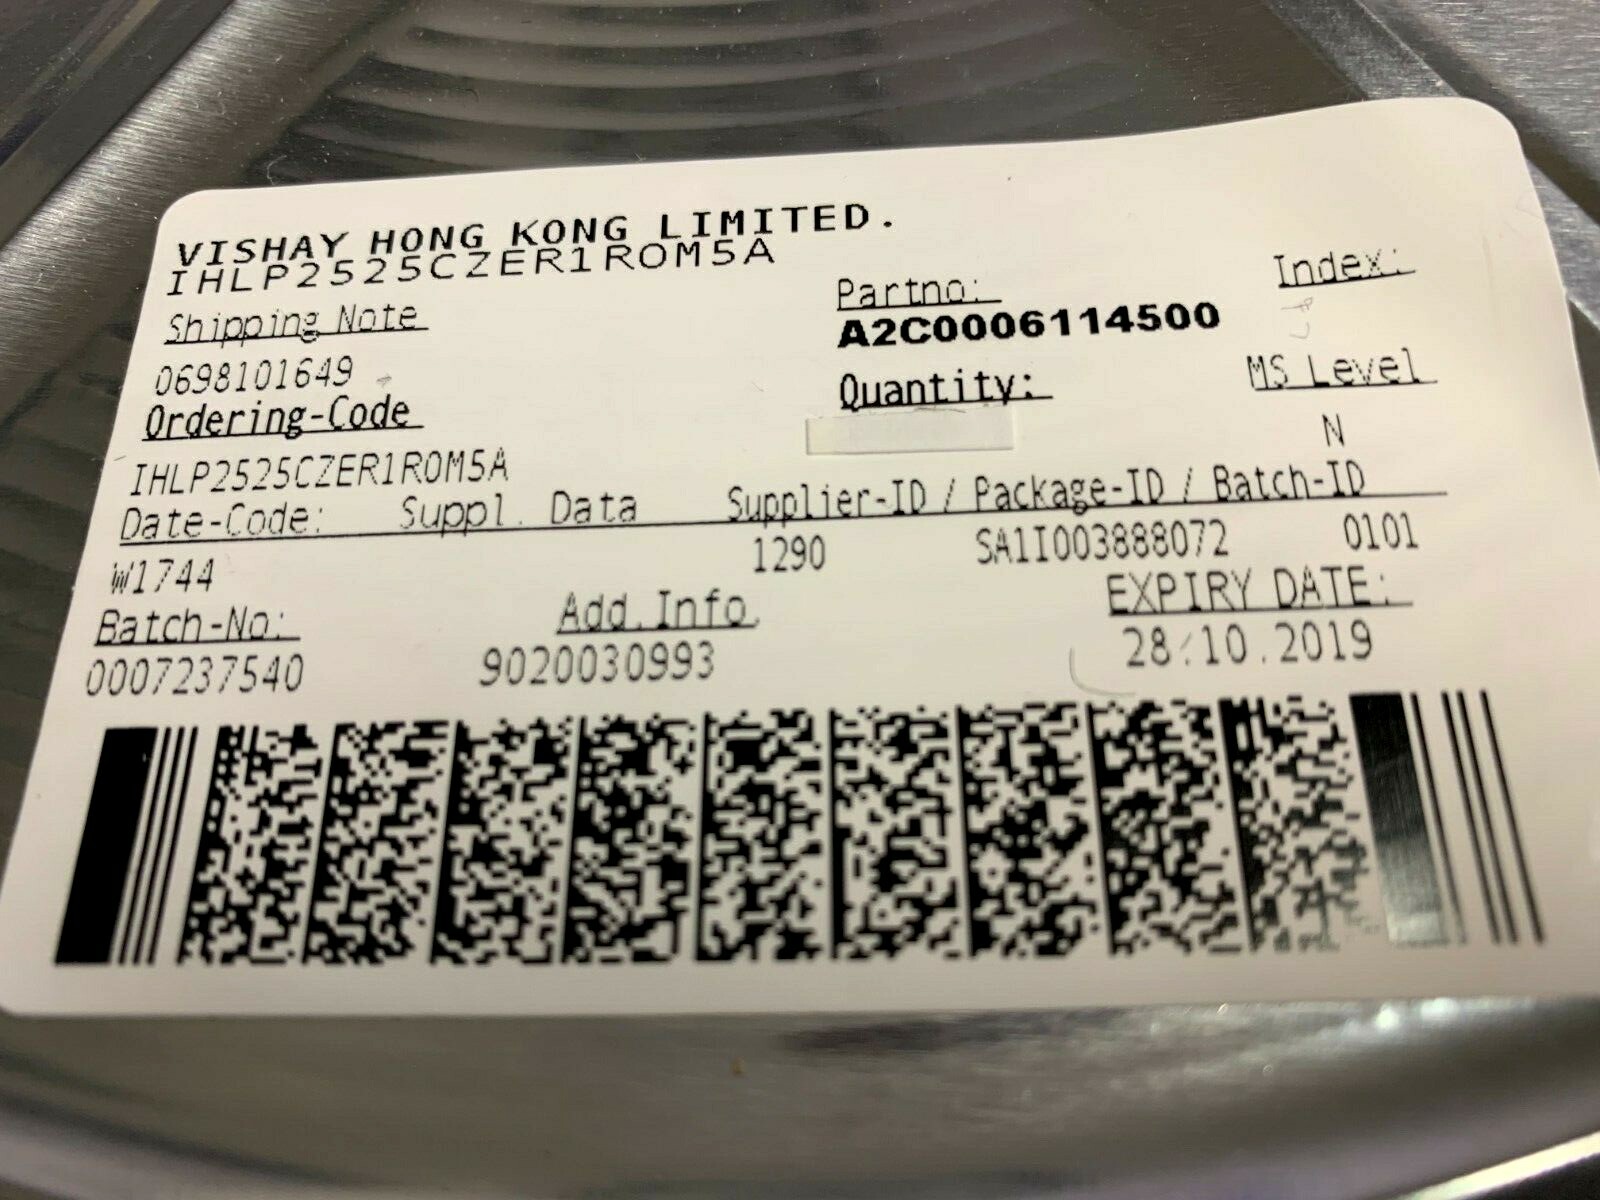 VISHAY HONG KONG LIMITED.
IHLP2525CZER1R0M5A
Shipping Note
0698101649
Ordering-Code
IHLP2525CZER1R0M5A
Partno:
A2C0006114500
Index:
Quantity:
MS Level
N
Date-Code: Suppl. Data Supplier-ID / Package-ID / Batch-ID
W1744 1290 SA1I003888072 0101
Batch-No: Add.Info. EXPIRY DATE:
0007237540 9020030993 28.10.2019